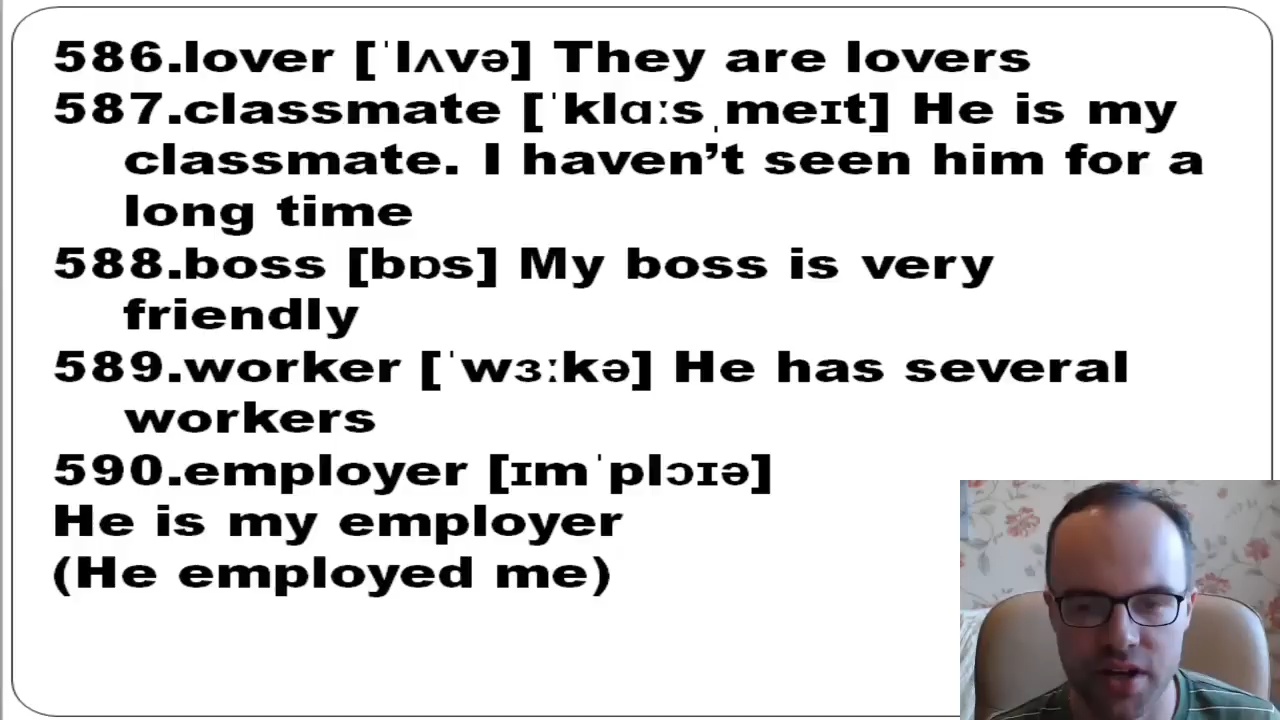 586.lover [ˈlʌvə] They are lovers
587.classmate [ˈklɑːsˌmeɪt] He is my
classmate. I haven’t seen him for a
long time
588.boss [bɒs] My boss is very
friendly
589.worker [ˈwɜːkə] He has several
workers
590.employer [ɪmˈplɔɪə]
He is my employer
(He employed me)